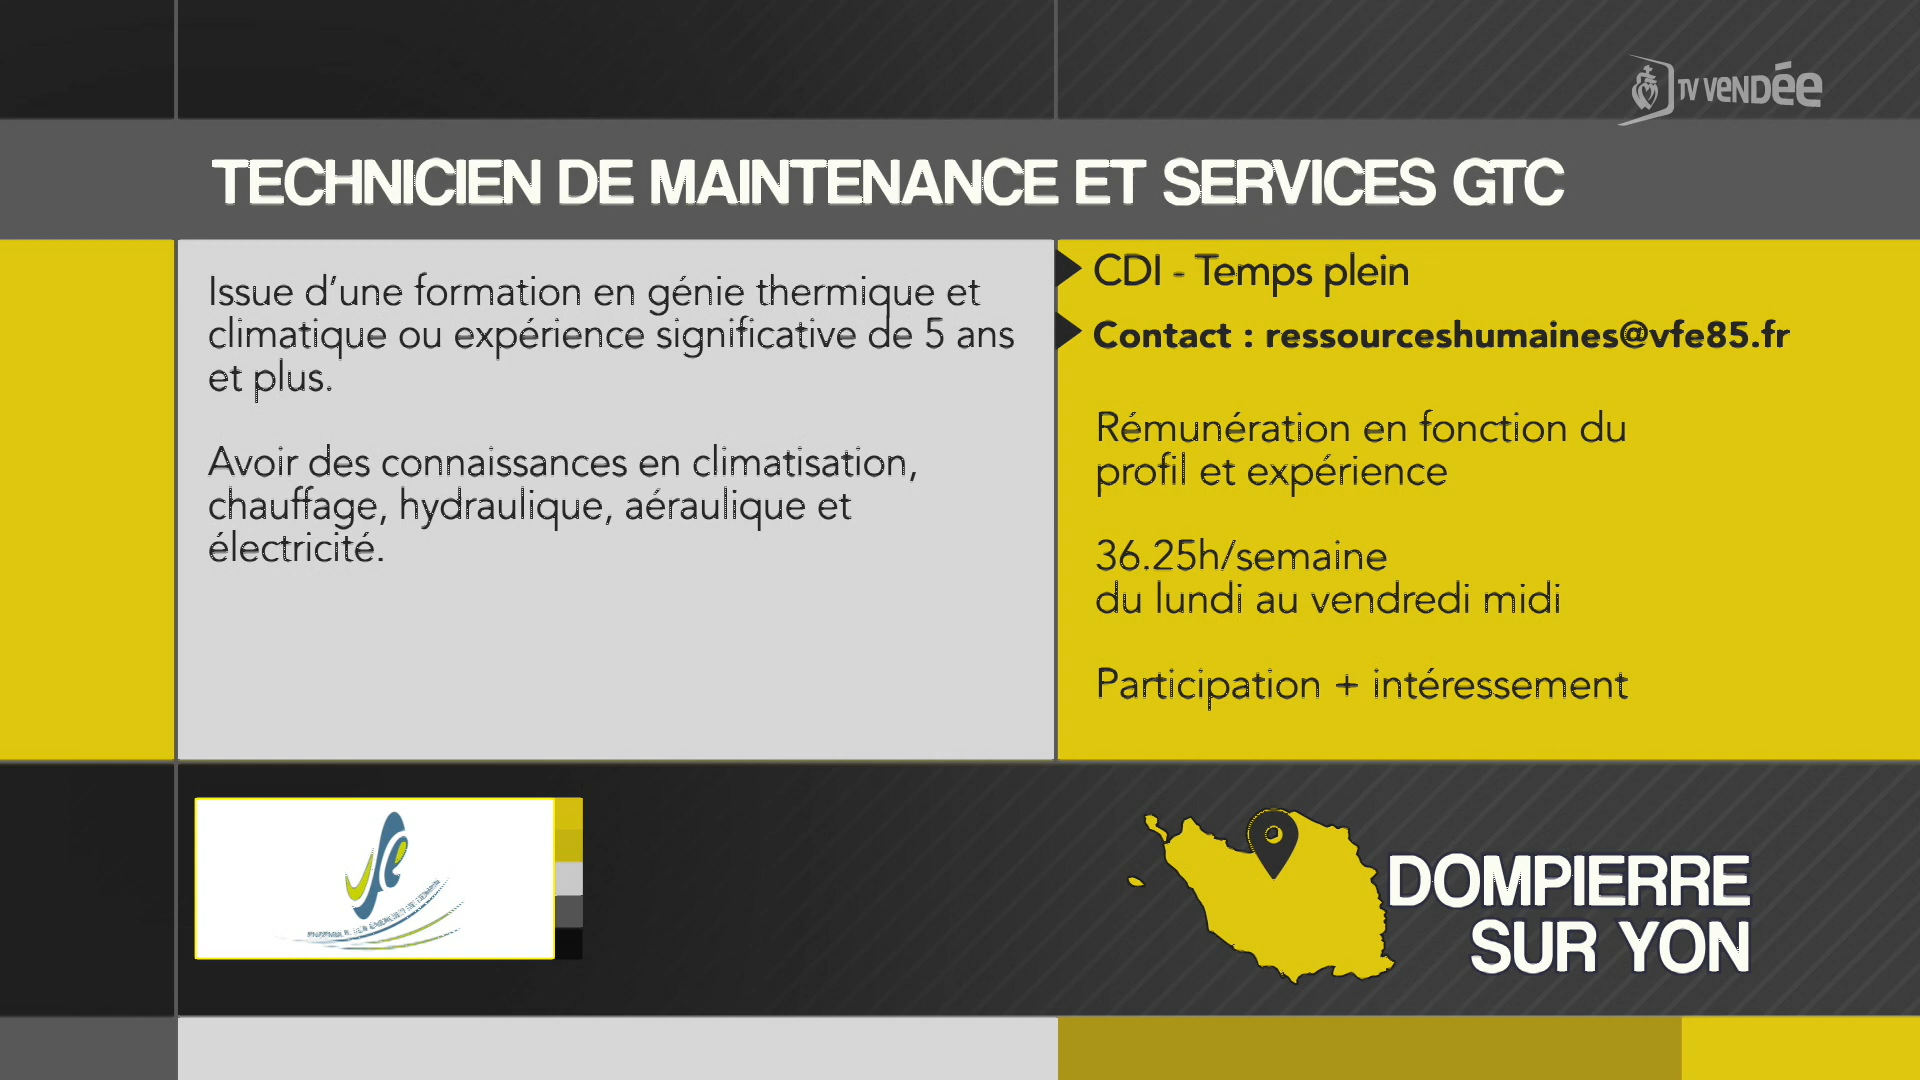 TV VENDÉE
TECHNICIEN DE MAINTENANCE ET SERVICES GTC
Issue d'une formation en génie thermique et
climatique ou expérience significative de 5 ans
et plus.
Avoir des connaissances en climatisation,
chauffage, hydraulique, aéraulique et
électricité.
CDI - Temps plein
Contact : ressourceshumaines@vfe85.fr
Rémunération en fonction du
profil et expérience
36.25h/semaine
du lundi au vendredi midi
Participation + intéressement
vfe
DOMPIERRE
SUR YON